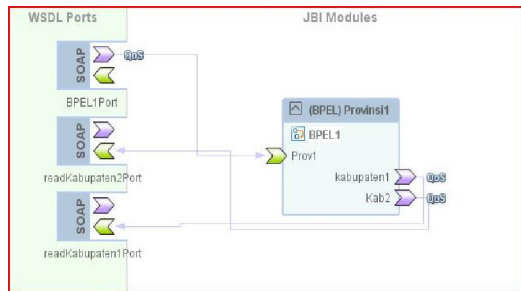 WSDL Ports
JBI Modules
SOAP
QoS
BPEL1Port
SOAP
readKabupaten2Port
SOAP
readKabupaten1Port
(BPEL) Provinsi1
BPEL1
Prov1
kabupaten1 QoS
Kab2 QoS